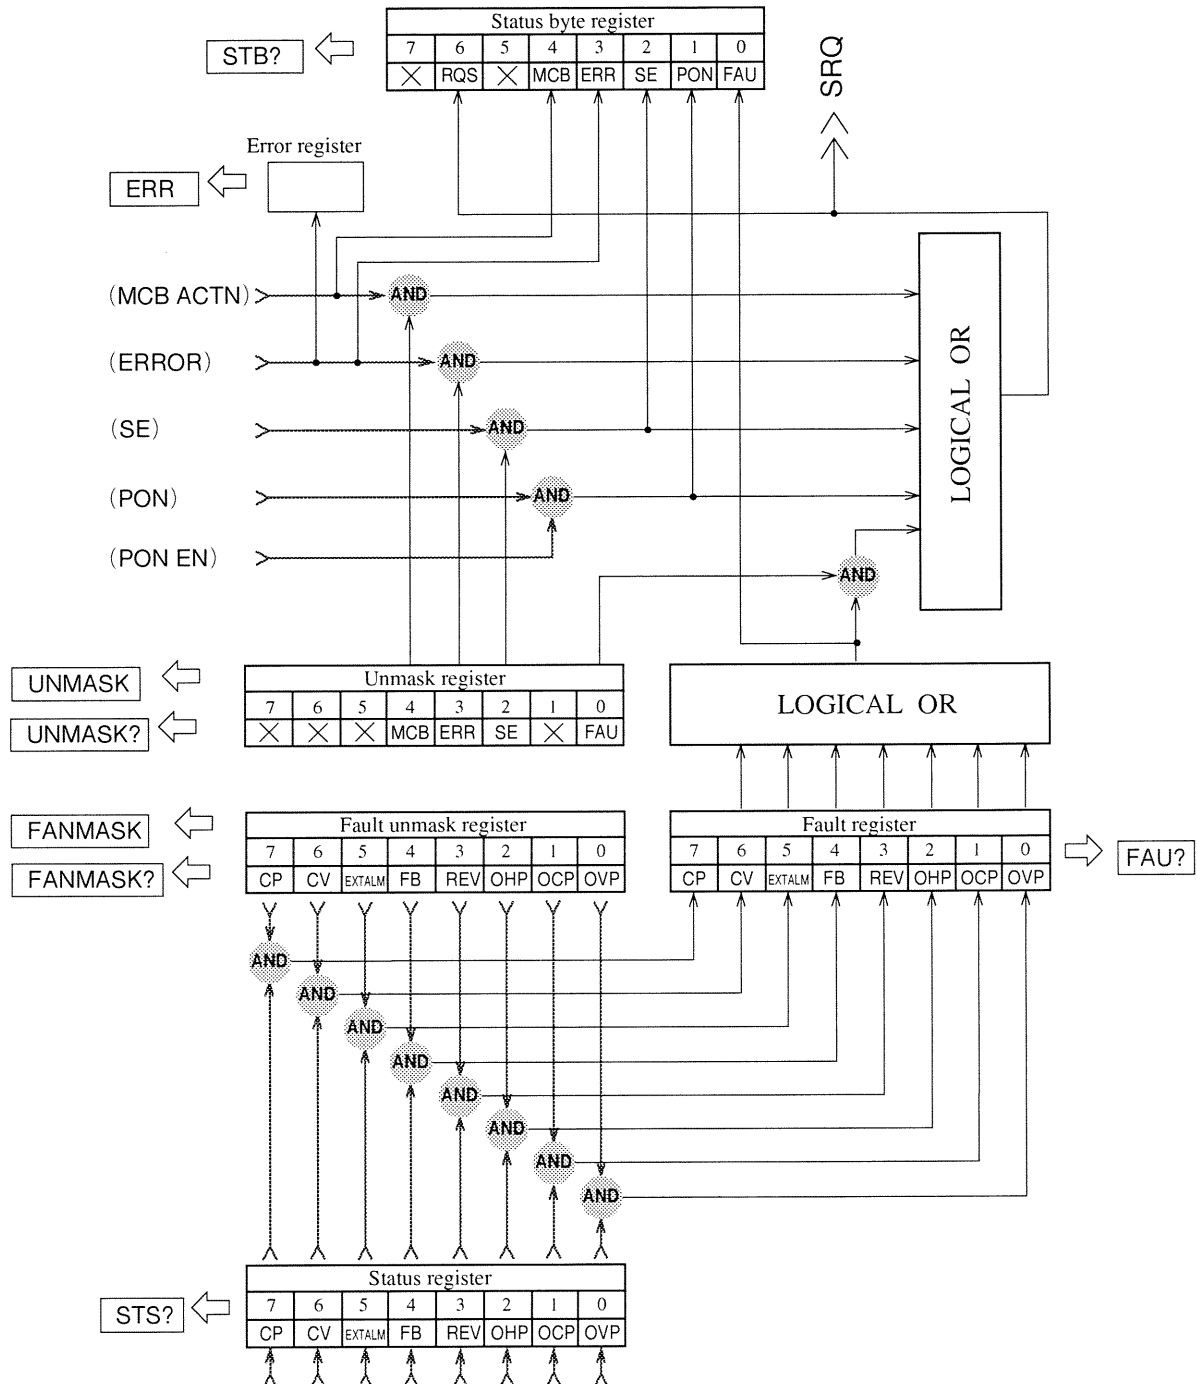 Status byte register
7 6 5 4 3 2 1 0
RQS MCB ERR SE PON FAU
STB?
SRQ
Error register
ERR
(MCB ACTN)
AND
(ERROR)
AND
(SE)
AND
(PON)
AND
(PON EN)
AND
LOGICAL OR
UNMASK
UNMASK?
Unmask register
7 6 5 4 3 2 1 0
MCB ERR SE FAU
LOGICAL OR
FANMASK
FANMASK?
Fault unmask register
7 6 5 4 3 2 1 0
CP CV EXTALM FB REV OHP OCP OVP
Fault register
7 6 5 4 3 2 1 0
CP CV EXTALM FB REV OHP OCP OVP
FAU?
AND
AND
AND
AND
AND
AND
AND
AND
STS?
Status register
7 6 5 4 3 2 1 0
CP CV EXTALM FB REV OHP OCP OVP